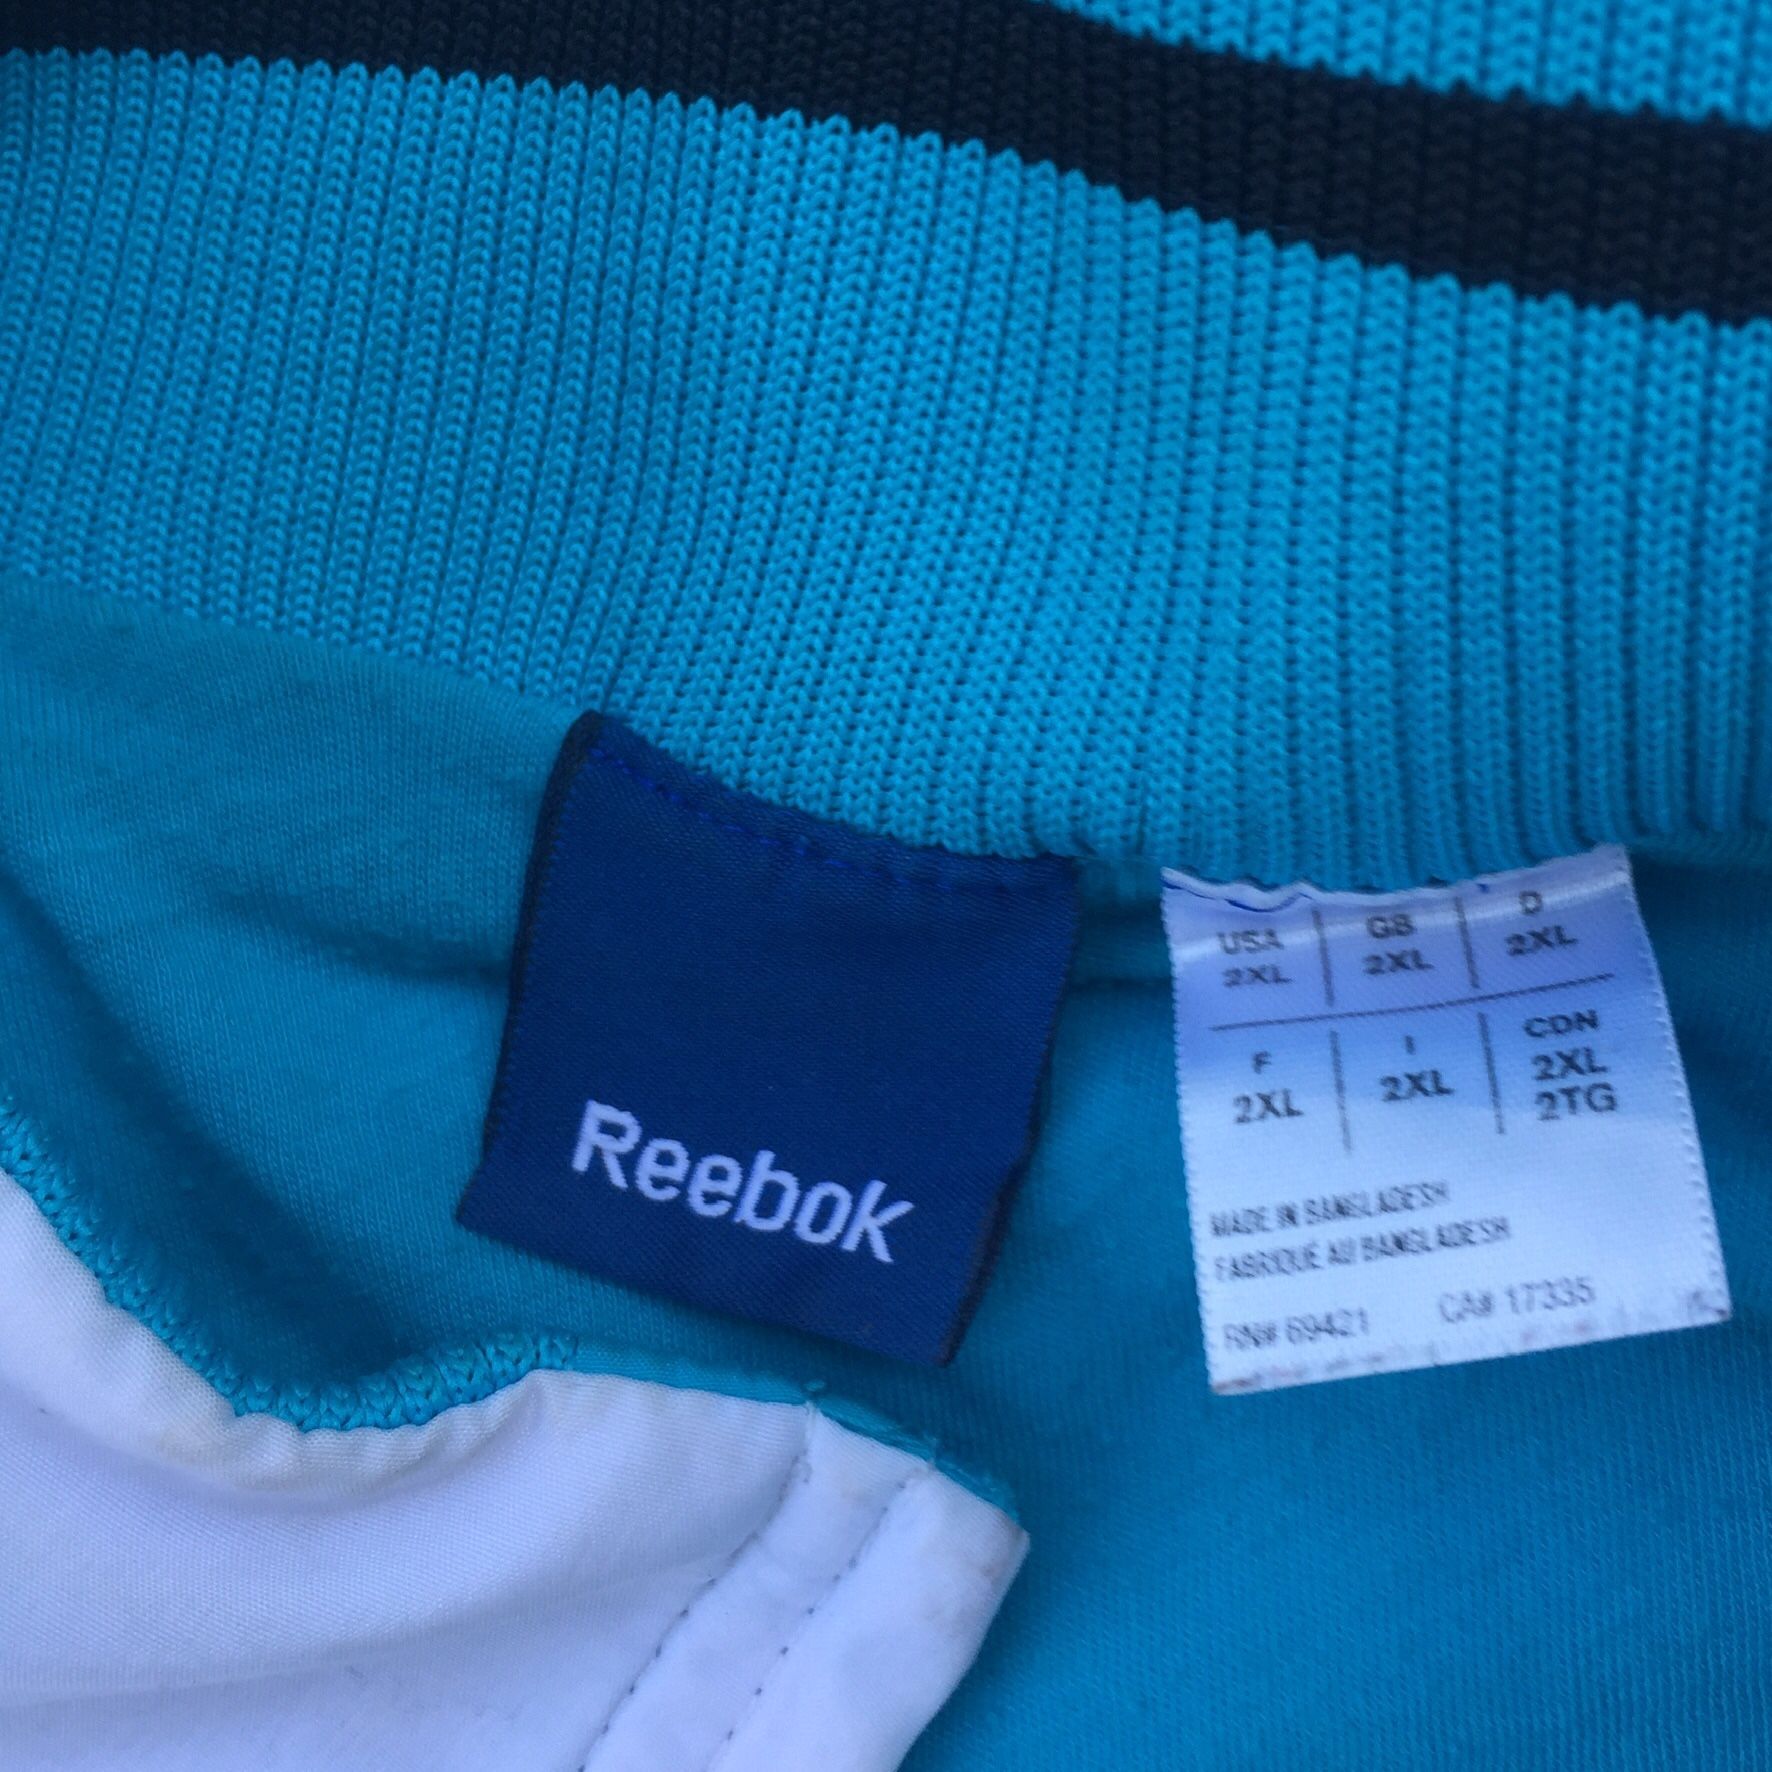 Reebok
USA GB D
2XL 2XL 2XL
F I CDN
2XL 2XL 2XL
2TG
MADE IN BANGLADESH
FABRIQUÉ AU BANGLADESH
RN# 69421 CA# 17335